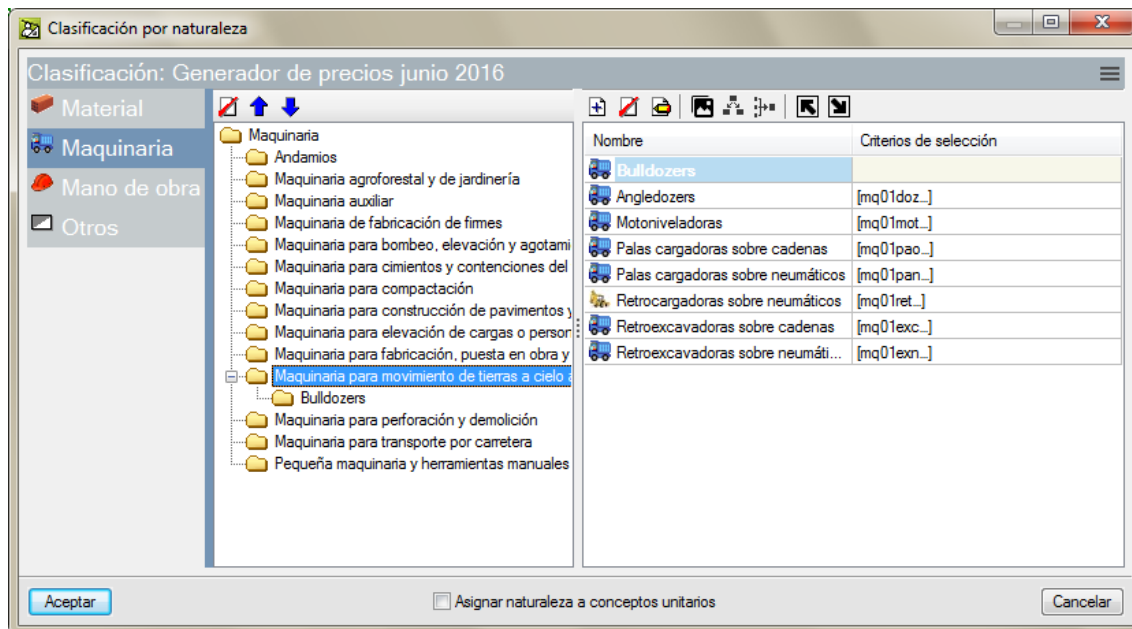 Clasificación por naturaleza
Clasificación: Generador de precios junio 2016
Material
Maquinaria
Mano de obra
Otros
Maquinaria
Andamios
Maquinaria agroforestal y de jardinería
Maquinaria auxiliar
Maquinaria de fabricación de firmes
Maquinaria para bombeo, elevación y agotami
Maquinaria para cimientos y contenciones del
Maquinaria para compactación
Maquinaria para construcción de pavimentos y
Maquinaria para elevación de cargas o person
Maquinaria para fabricación, puesta en obra y
Maquinaria para movimiento de tierras a cielo a
Bulldozers
Maquinaria para perforación y demolición
Maquinaria para transporte por carretera
Pequeña maquinaria y herramientas manuales
Nombre Criterios de selección
Bulldozers
Angledozers [mq01doz...]
Motoniveladoras [mq01mot...]
Palas cargadoras sobre cadenas [mq01pao...]
Palas cargadoras sobre neumáticos [mq01pan...]
Retrocargadoras sobre neumáticos [mq01ret...]
Retroexcavadoras sobre cadenas [mq01exc...]
Retroexcavadoras sobre neumáti... [mq01exn...]
Aceptar
Asignar naturaleza a conceptos unitarios
Cancelar